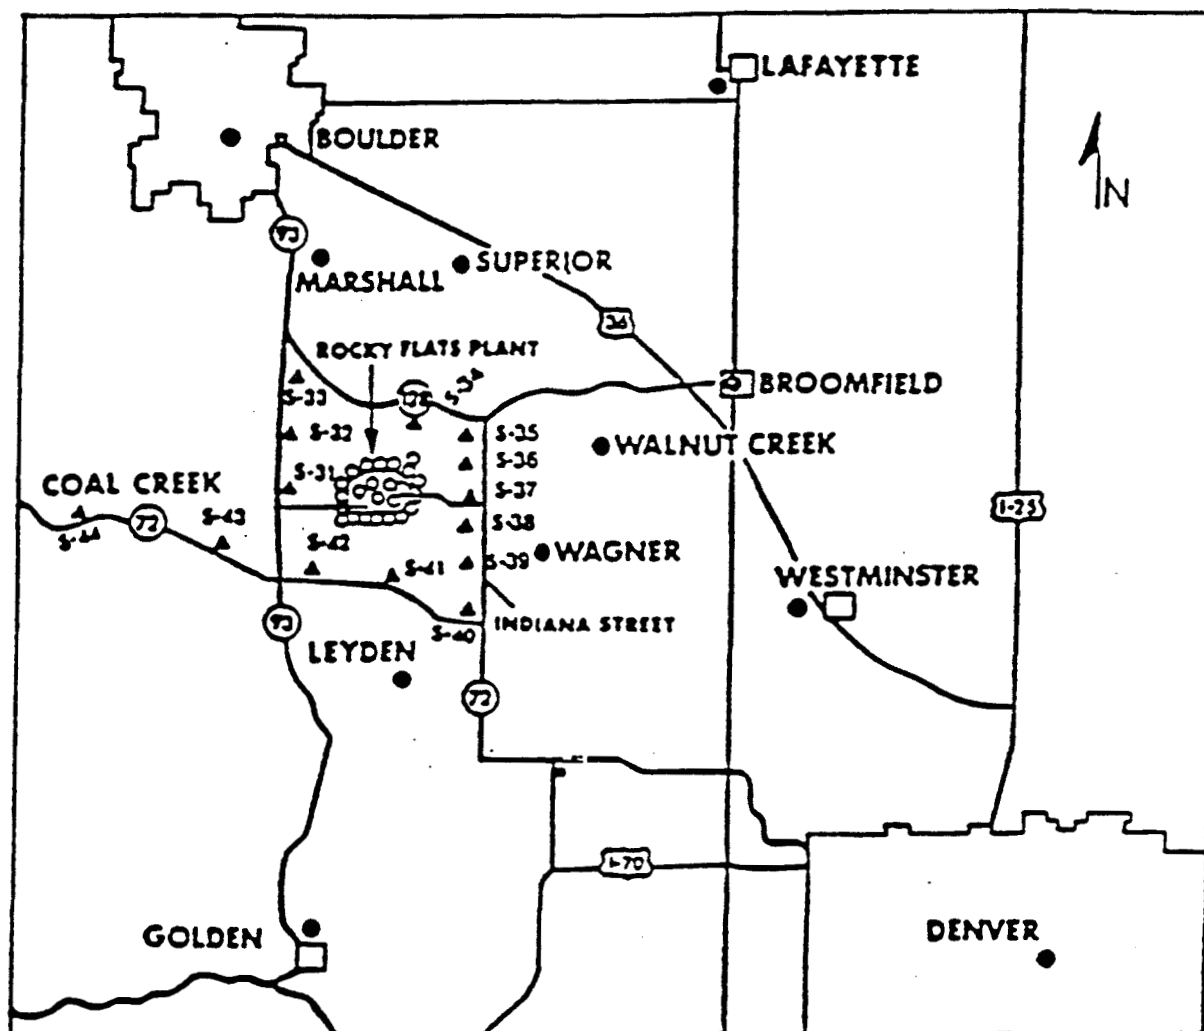 LAFAYETTE
BOULDER
N
93
MARSHALL
SUPERIOR
36
ROCKY FLATS PLANT
S-33
BROOMFIELD
S-32
S-35
WALNUT CREEK
S-36
S-31
S-37
COAL CREEK
I-25
72
S-43
S-44
S-38
S-42
S-41
S-39
WAGNER
WESTMINSTER
93
S-40
INDIANA STREET
LEYDEN
72
I-70
GOLDEN
DENVER